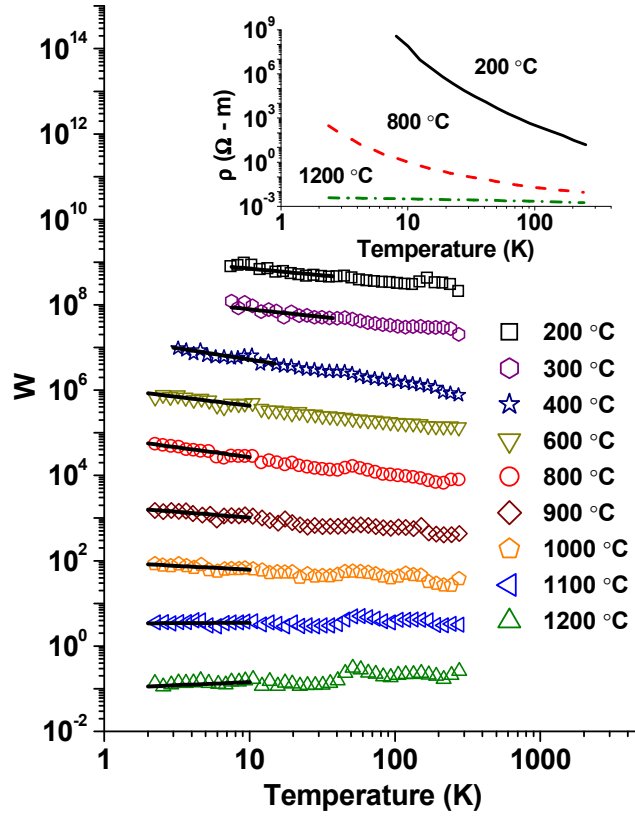 10^14
10^12
10^10
10^8
10^6
10^4
10^2
10^0
10^-2
W
1 10 100 1000
Temperature (K)
10^9
10^6
10^3
10^0
10^-3
ρ (Ω - m)
200 °C
800 °C
1200 °C
1 10 100
Temperature (K)
200 °C
300 °C
400 °C
600 °C
800 °C
900 °C
1000 °C
1100 °C
1200 °C